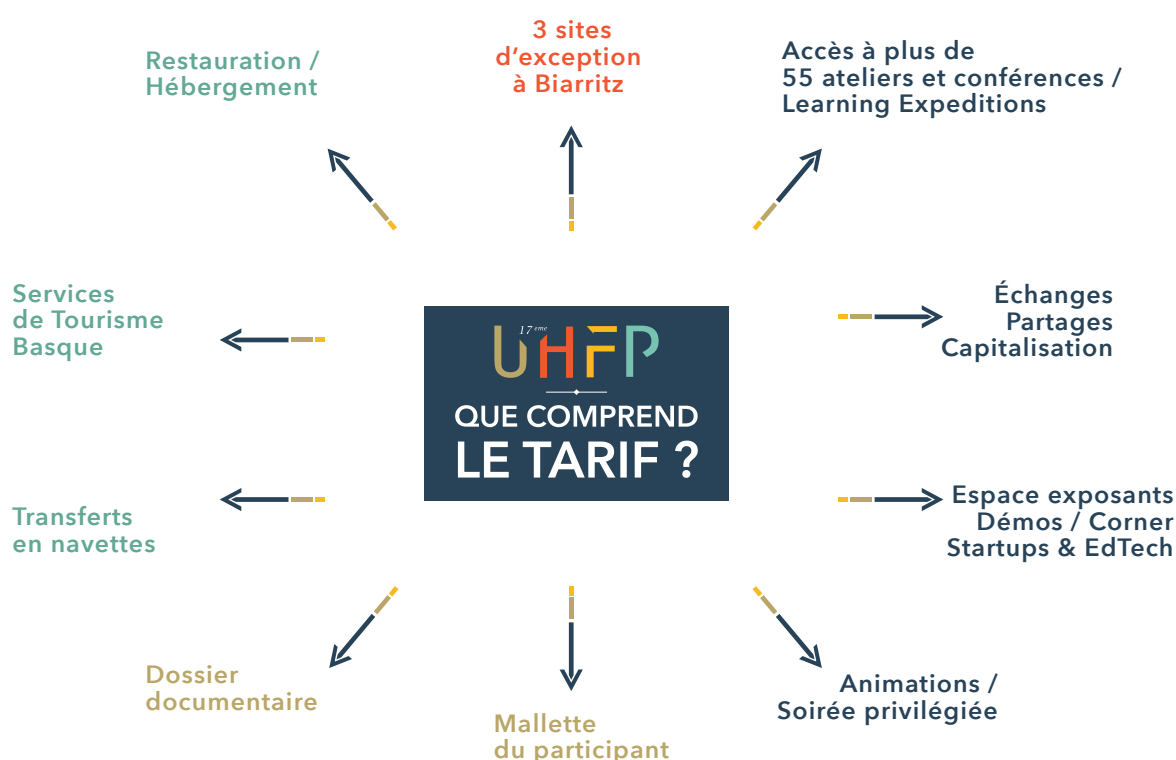 3 sites
d'exception
à Biarritz
Restauration /
Hébergement
Accès à plus de
55 ateliers et conférences /
Learning Expeditions
Services
de Tourisme
Basque
Échanges
Partages
Capitalisation
17eme
UHFP
QUE COMPREND
LE TARIF ?
Transferts
en navettes
Espace exposants
Démos / Corner
Startups & EdTech
Dossier
documentaire
Mallette
du participant
Animations /
Soirée privilégiée